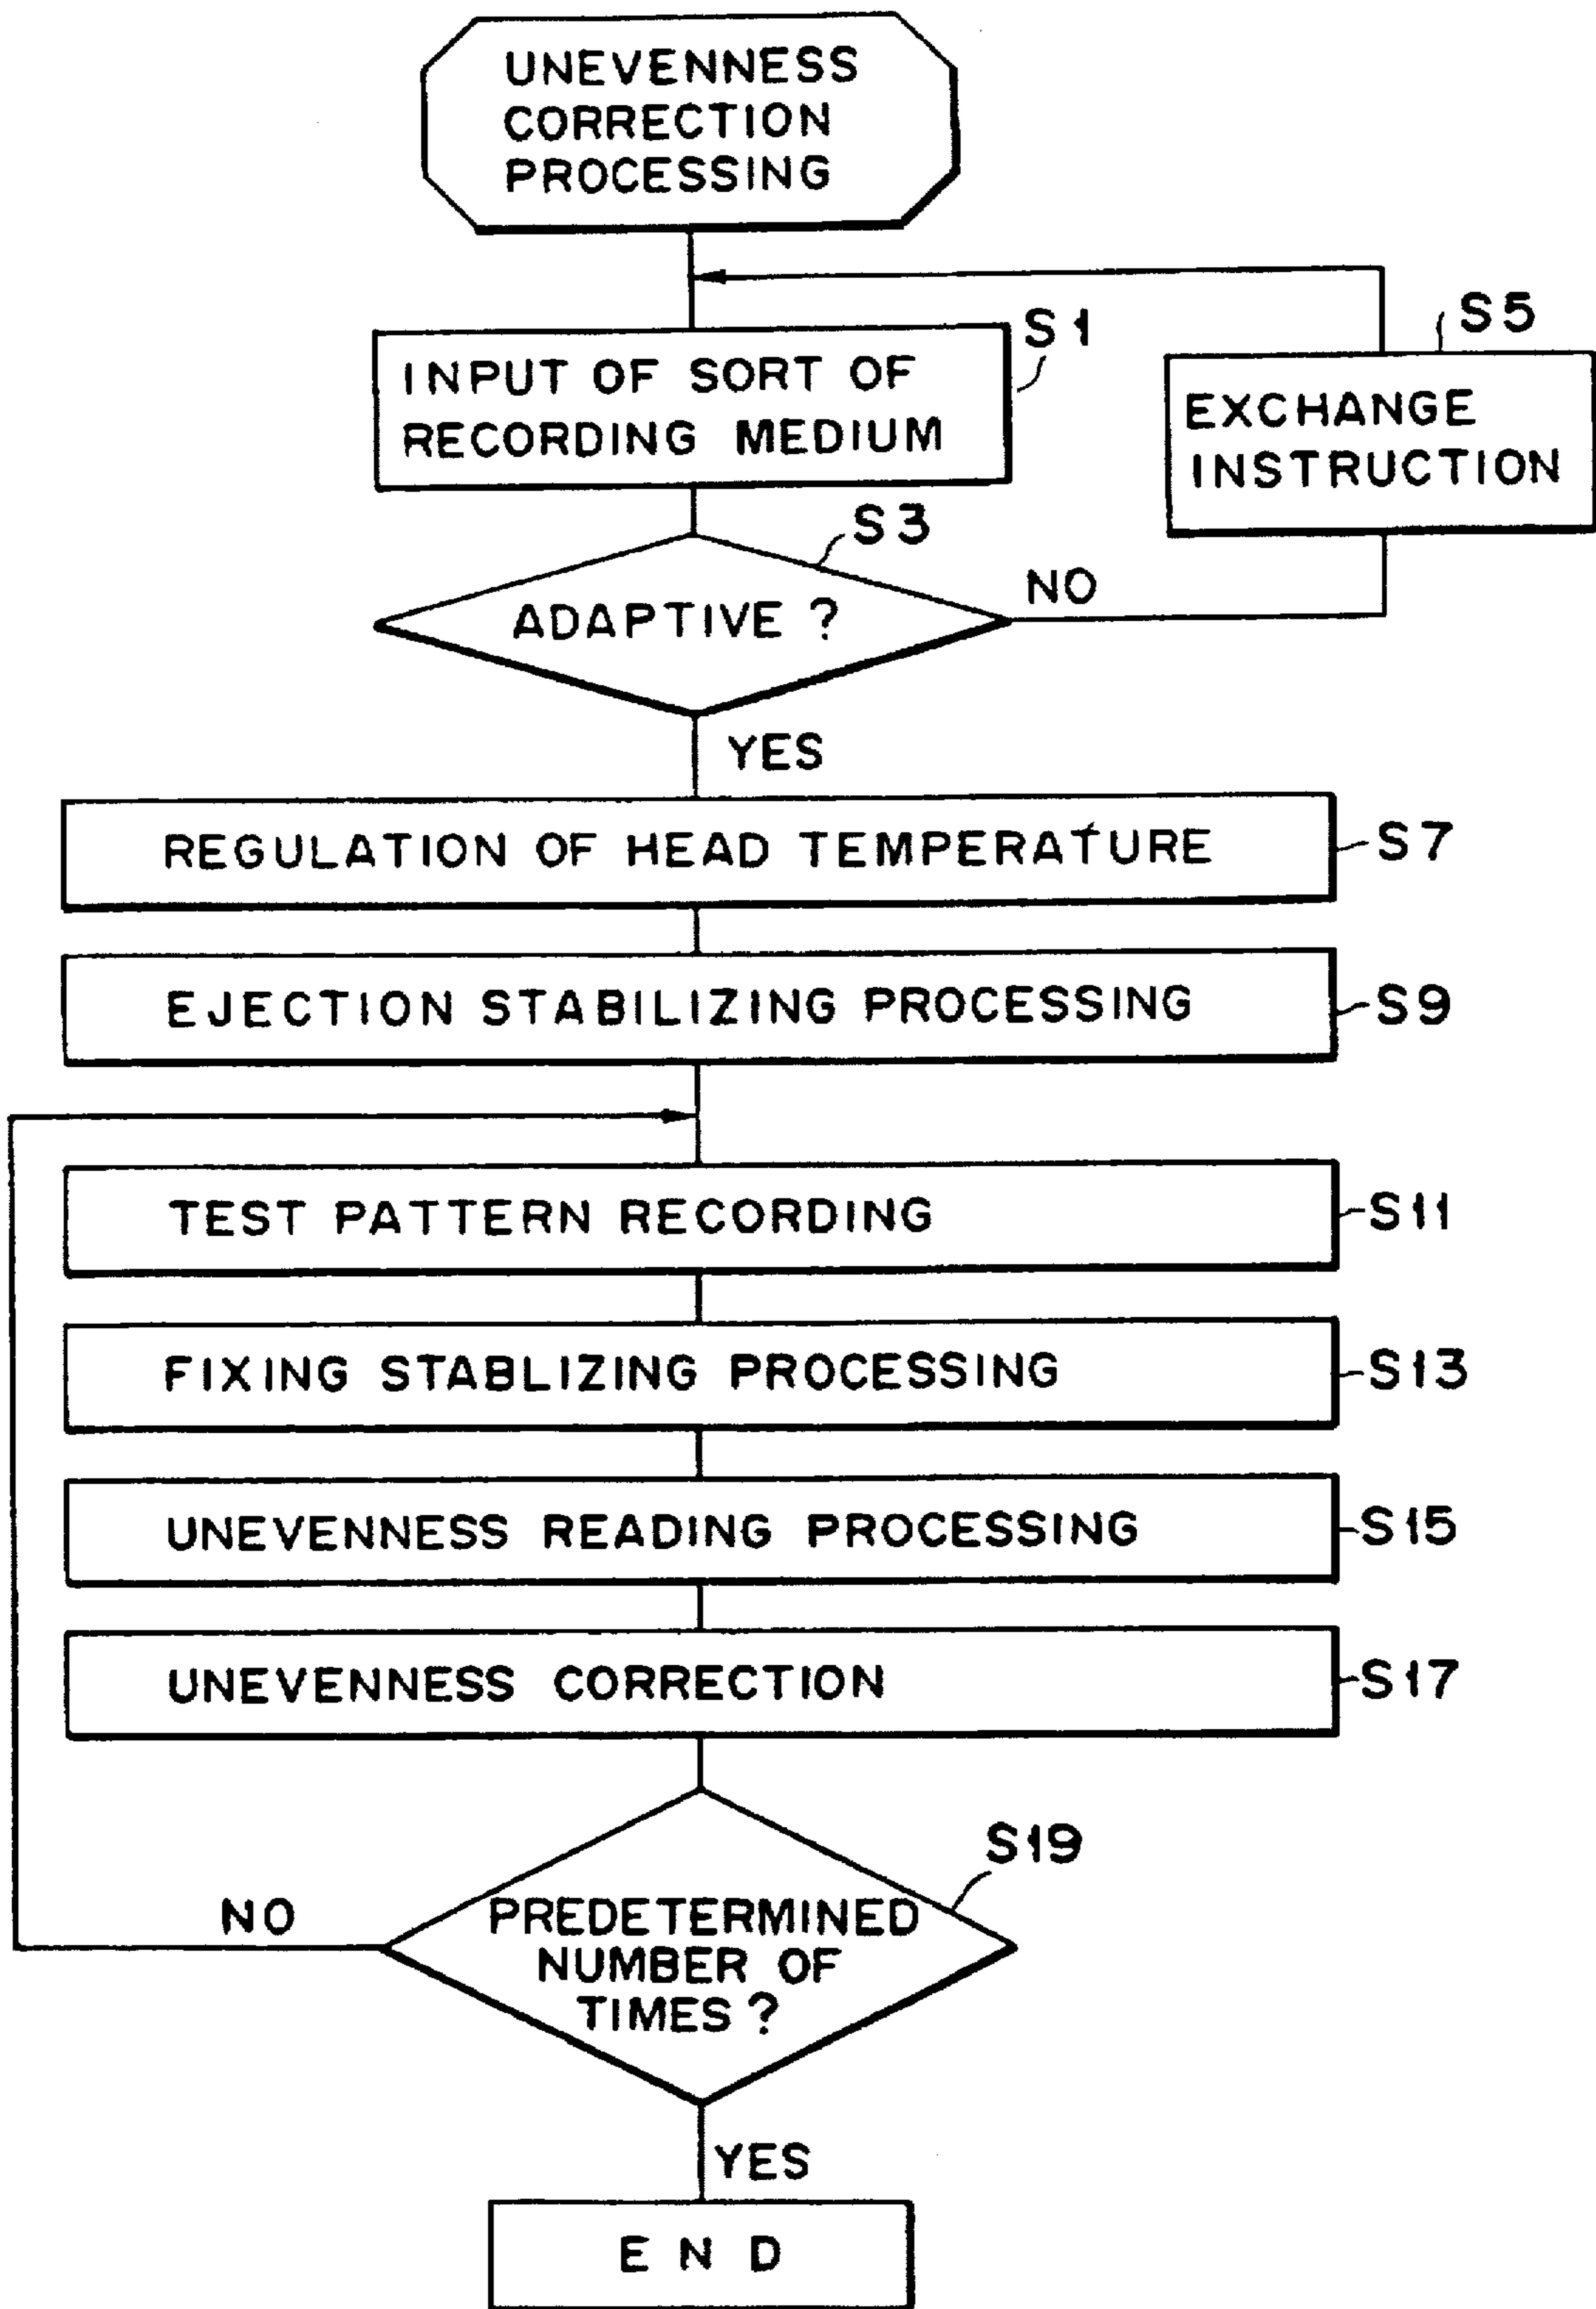 UNEVENNESS
CORRECTION
PROCESSING
S1
INPUT OF SORT OF
RECORDING MEDIUM
S5
EXCHANGE
INSTRUCTION
S3
ADAPTIVE ?
NO
YES
REGULATION OF HEAD TEMPERATURE
S7
EJECTION STABILIZING PROCESSING
S9
TEST PATTERN RECORDING
S11
FIXING STABLIZING PROCESSING
S13
UNEVENNESS READING PROCESSING
S15
UNEVENNESS CORRECTION
S17
S19
PREDETERMINED
NUMBER OF
TIMES ?
NO
YES
END